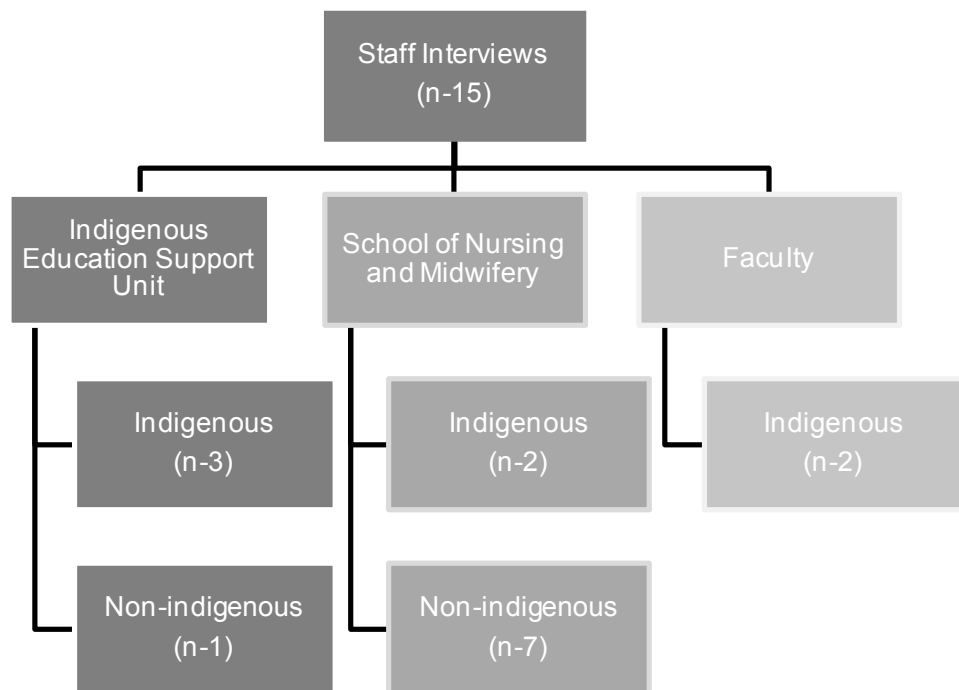 Staff Interviews
(n-15)
Indigenous
Education Support
Unit
School of Nursing
and Midwifery
Faculty
Indigenous
(n-3)
Indigenous
(n-2)
Indigenous
(n-2)
Non-indigenous
(n-1)
Non-indigenous
(n-7)